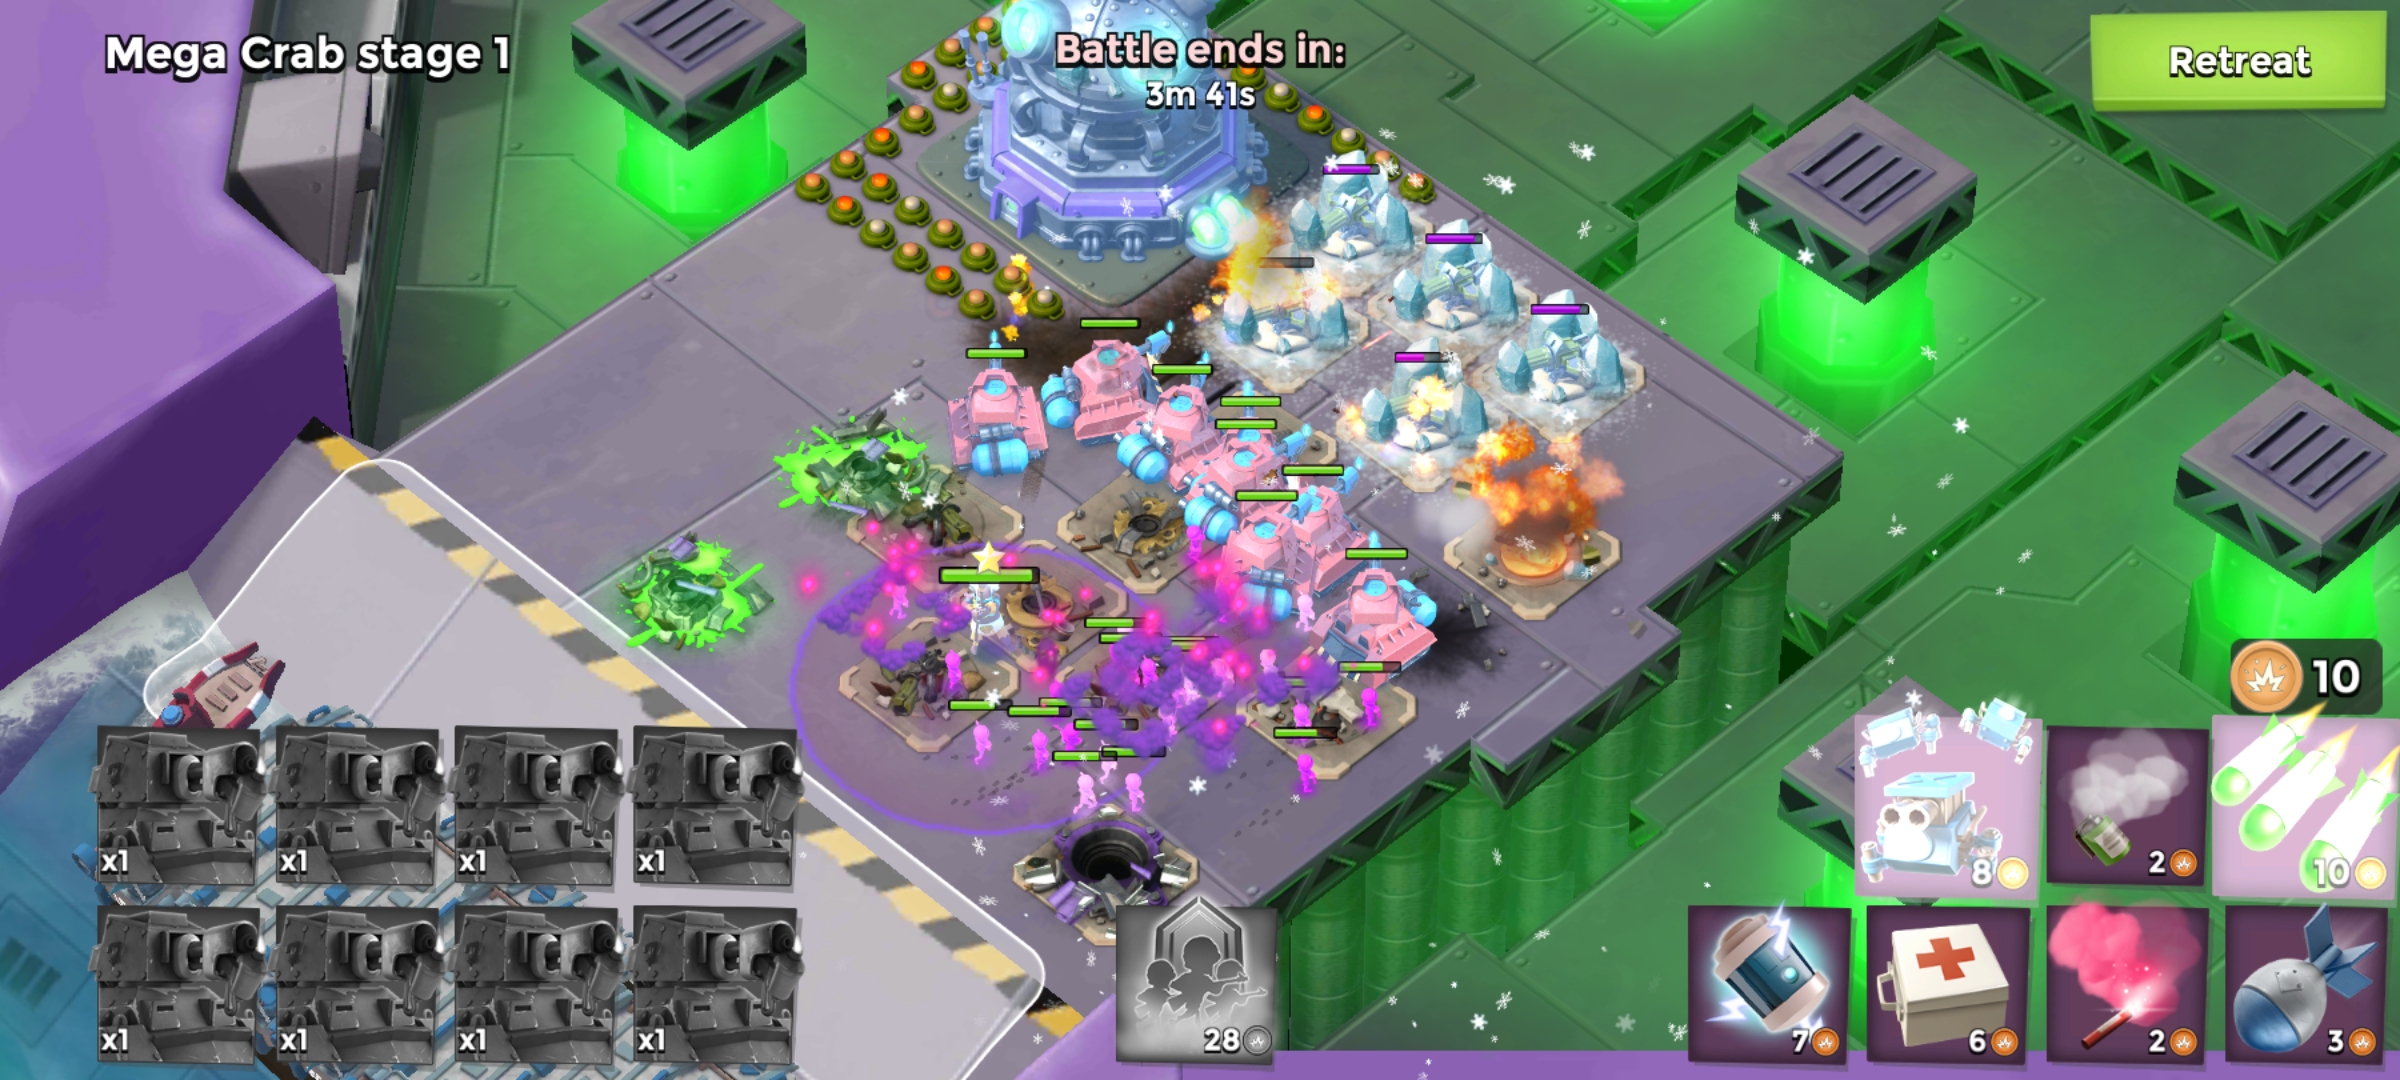 Mega Crab stage 1
Battle ends in:
3m 41s
Retreat
10
8
2
10
x1
x1
x1
x1
x1
x1
x1
x1
28
7
6
2
3